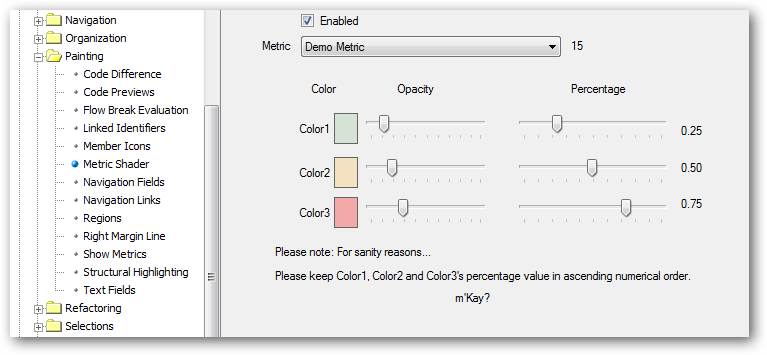 Navigation
Organization
Painting
Code Difference
Code Previews
Flow Break Evaluation
Linked Identifiers
Member Icons
Metric Shader
Navigation Fields
Navigation Links
Regions
Right Margin Line
Show Metrics
Structural Highlighting
Text Fields
Refactoring
Selections
Enabled
Metric Demo Metric 15
Color Opacity Percentage
Color1 0.25
Color2 0.50
Color3 0.75
Please note: For sanity reasons...
Please keep Color1, Color2 and Color3's percentage value in ascending numerical order.
m'Kay?